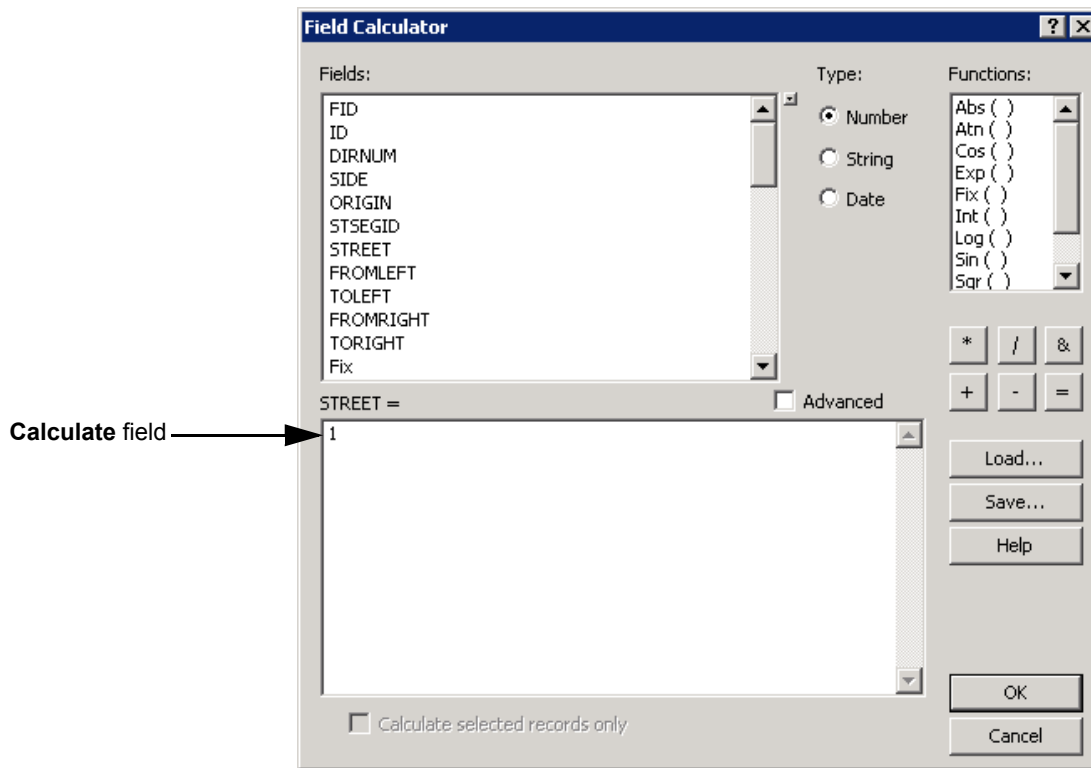 Field Calculator
Fields:
FID
ID
DIRNUM
SIDE
ORIGIN
STSEGID
STREET
FROMLEFT
TOLEFT
FROMRIGHT
TORIGHT
Fix
Type:
Number
String
Date
Functions:
Abs ( )
Atn ( )
Cos ( )
Exp ( )
Fix ( )
Int ( )
Log ( )
Sin ( )
Sqr ( )
* / &
+ - =
STREET =
Advanced
Calculate field
1
Load...
Save...
Help
Calculate selected records only
OK
Cancel